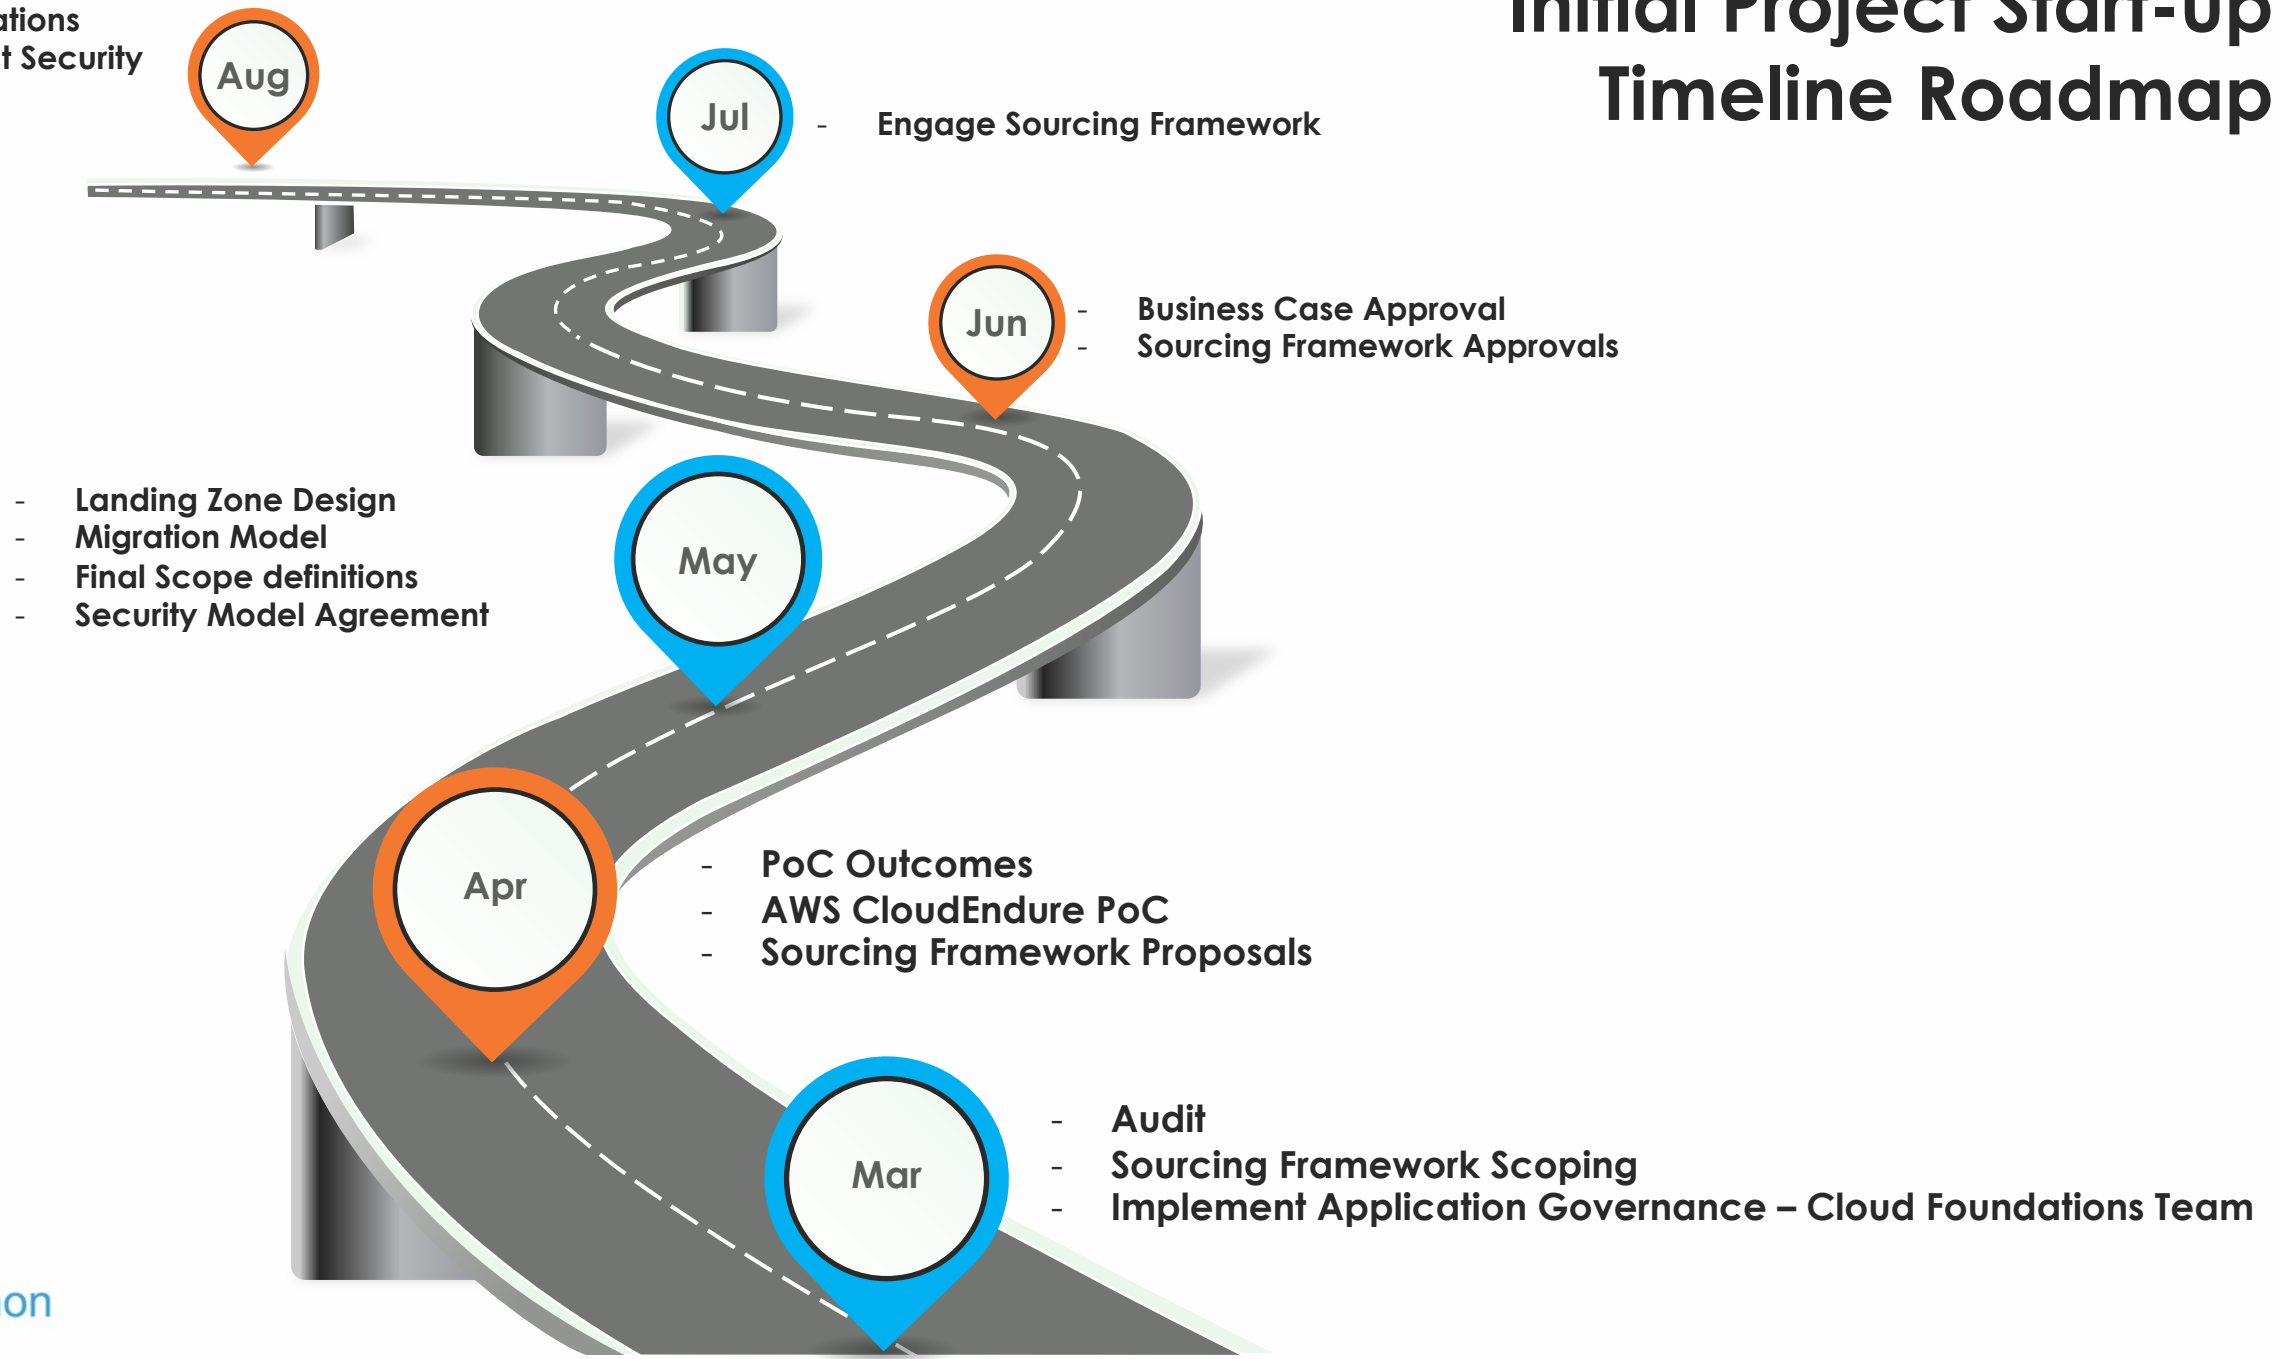 Initial Project Start-up
Timeline Roadmap
t Security
Aug
Jul
- Engage Sourcing Framework
Jun
- Business Case Approval
- Sourcing Framework Approvals
- Landing Zone Design
- Migration Model
- Final Scope definitions
- Security Model Agreement
May
Apr
- PoC Outcomes
- AWS CloudEndure PoC
- Sourcing Framework Proposals
Mar
- Audit
- Sourcing Framework Scoping
- Implement Application Governance – Cloud Foundations Team